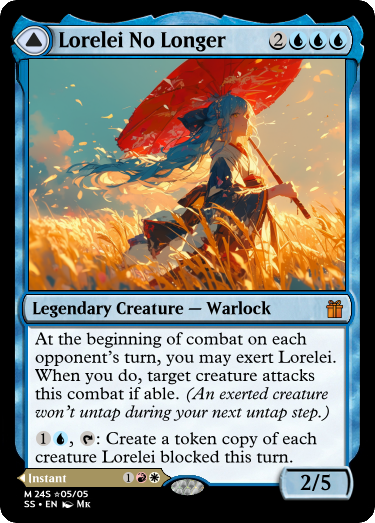 Lorelei No Longer 2
At the beginning of combat on each
opponent's turn, you may exert Lorelei.
When you do, target creature attacks
this combat if able. (An exerted creature
won't untap during your next untap step.)
1 , : Create a token copy of each
creature Lorelei blocked this turn.
Legendary Creature — Warlock
Instant 1
2/5
M 24S ☆05/05
SS • EN Mk